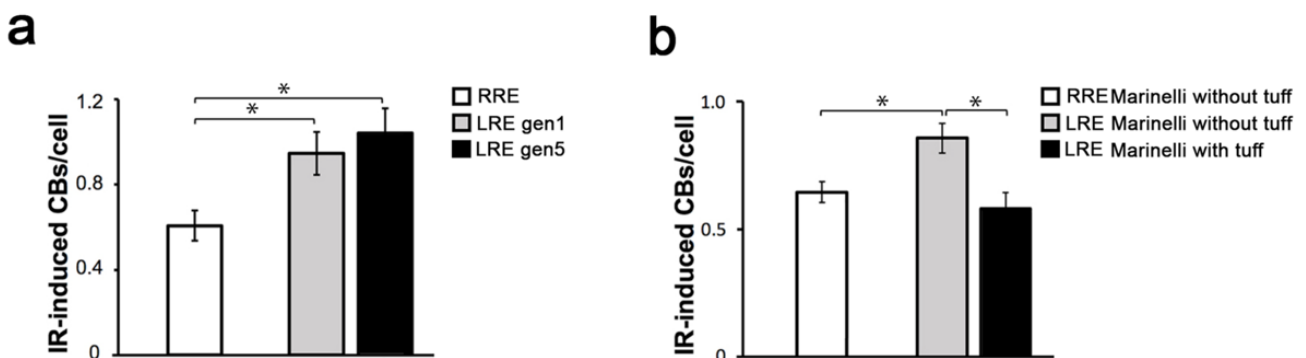 a
IR-induced CBs/cell
1.2
0.8
0.4
0
*
*
RRE
LRE gen1
LRE gen5
b
IR-induced CBs/cell
1.0
0.5
0
*
*
RRE Marinelli without tuff
LRE Marinelli without tuff
LRE Marinelli with tuff